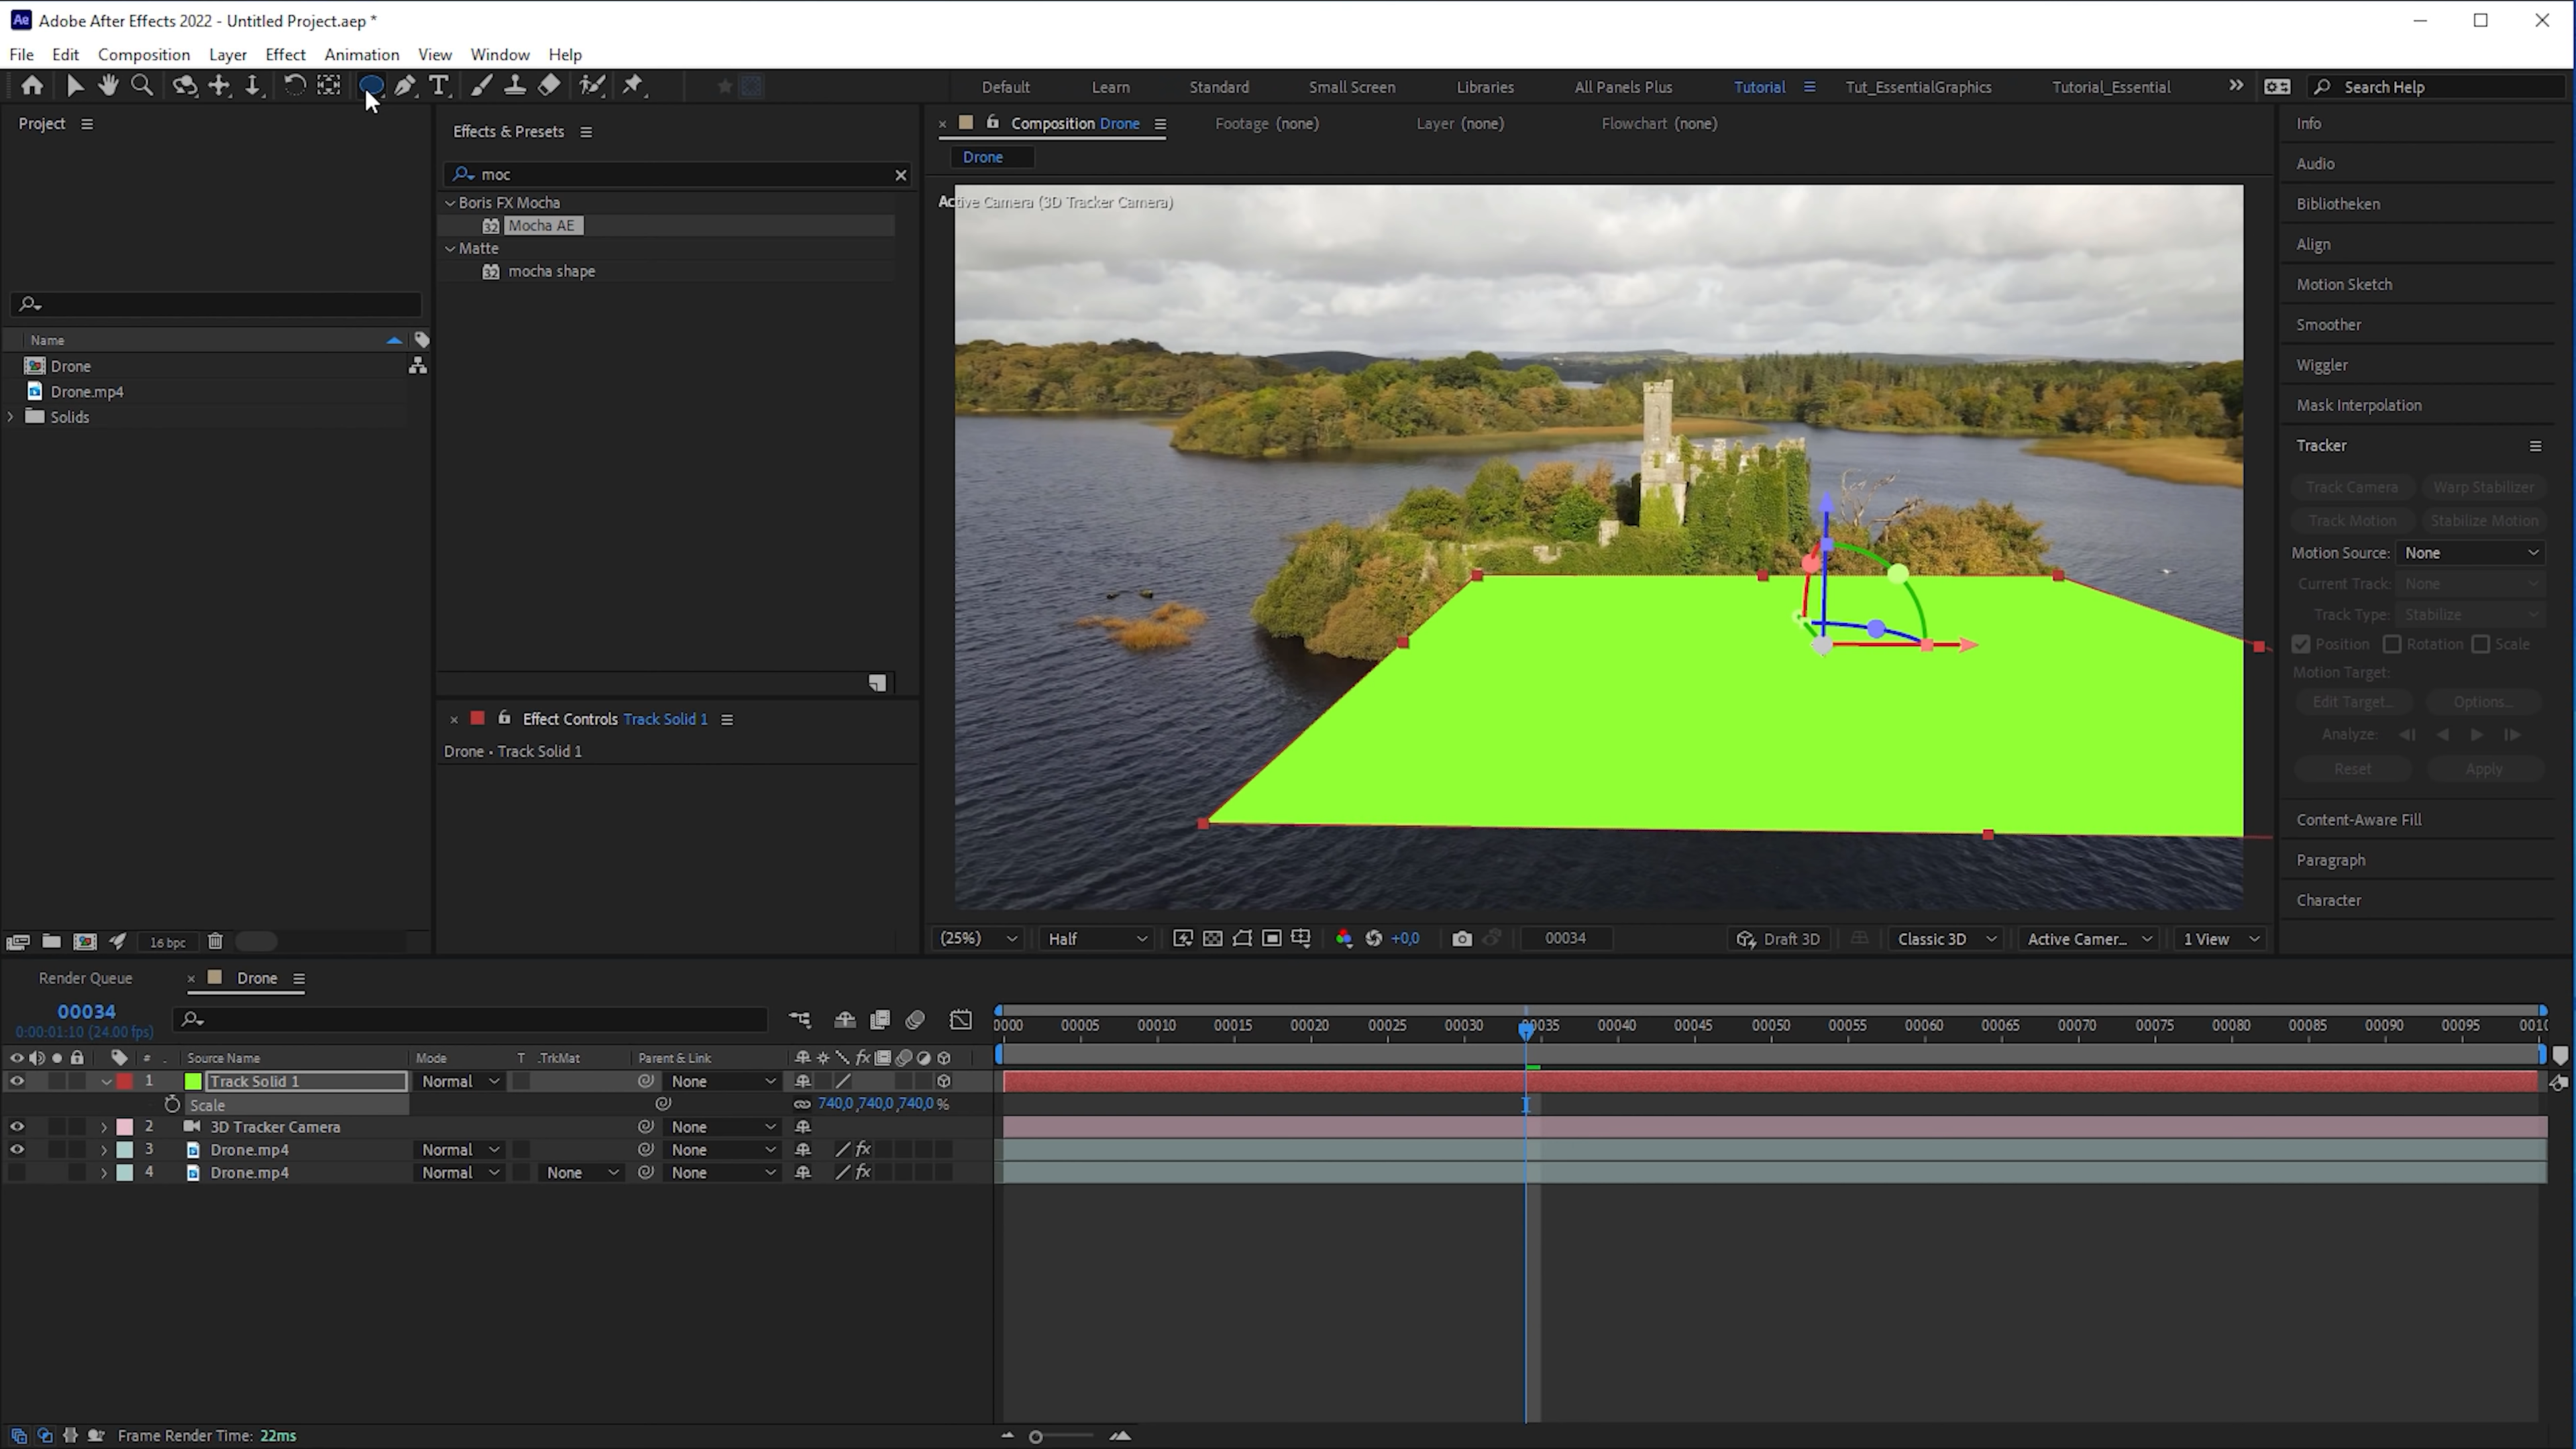 Ae Adobe After Effects 2022 - Untitled Project.aep *
File Edit Composition Layer Effect Animation View Window Help
Default Learn Standard Small Screen Libraries All Panels Plus Tutorial Tut_EssentialGraphics Tutorial_Essential Search Help
Project
Name
Drone
Drone.mp4
Solids
16 bpc
Effects & Presets
moc
Boris FX Mocha
32 Mocha AE
Matte
32 mocha shape
Effect Controls Track Solid 1
Drone • Track Solid 1
Composition Drone Footage (none) Layer (none) Flowchart (none)
Drone
Active Camera (3D Tracker Camera)
(25%) Half +0,0 00034 Draft 3D Classic 3D Active Camer... 1 View
Info
Audio
Bibliotheken
Align
Motion Sketch
Smoother
Wiggler
Mask Interpolation
Tracker
Track Camera Warp Stabilizer
Track Motion Stabilize Motion
Motion Source: None
Current Track: None
Track Type: Stabilize
Position Rotation Scale
Motion Target:
Edit Target... Options...
Analyze:
Reset Apply
Content-Aware Fill
Paragraph
Character
Render Queue Drone
00034
0:00:01:10 (24.00 fps)
0000 00005 00010 00015 00020 00025 00030 00035 00040 00045 00050 00055 00060 00065 00070 00075 00080 00085 00090 00095 0010
# Source Name Mode T .TrkMat Parent & Link fx
1 Track Solid 1 Normal None
Scale 740,0,740,0,740,0 %
2 3D Tracker Camera None
3 Drone.mp4 Normal None fx
4 Drone.mp4 Normal None None fx
Frame Render Time: 22ms